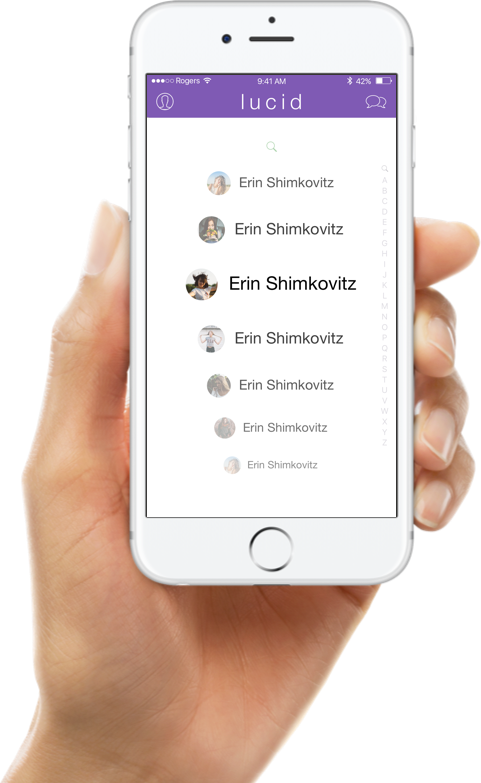 Rogers 9:41 AM 42%
lucid
Erin Shimkovitz
Erin Shimkovitz
Erin Shimkovitz
Erin Shimkovitz
Erin Shimkovitz
Erin Shimkovitz
Erin Shimkovitz
A
B
C
D
E
F
G
H
I
J
K
L
M
N
O
P
Q
R
S
T
U
V
W
X
Y
Z